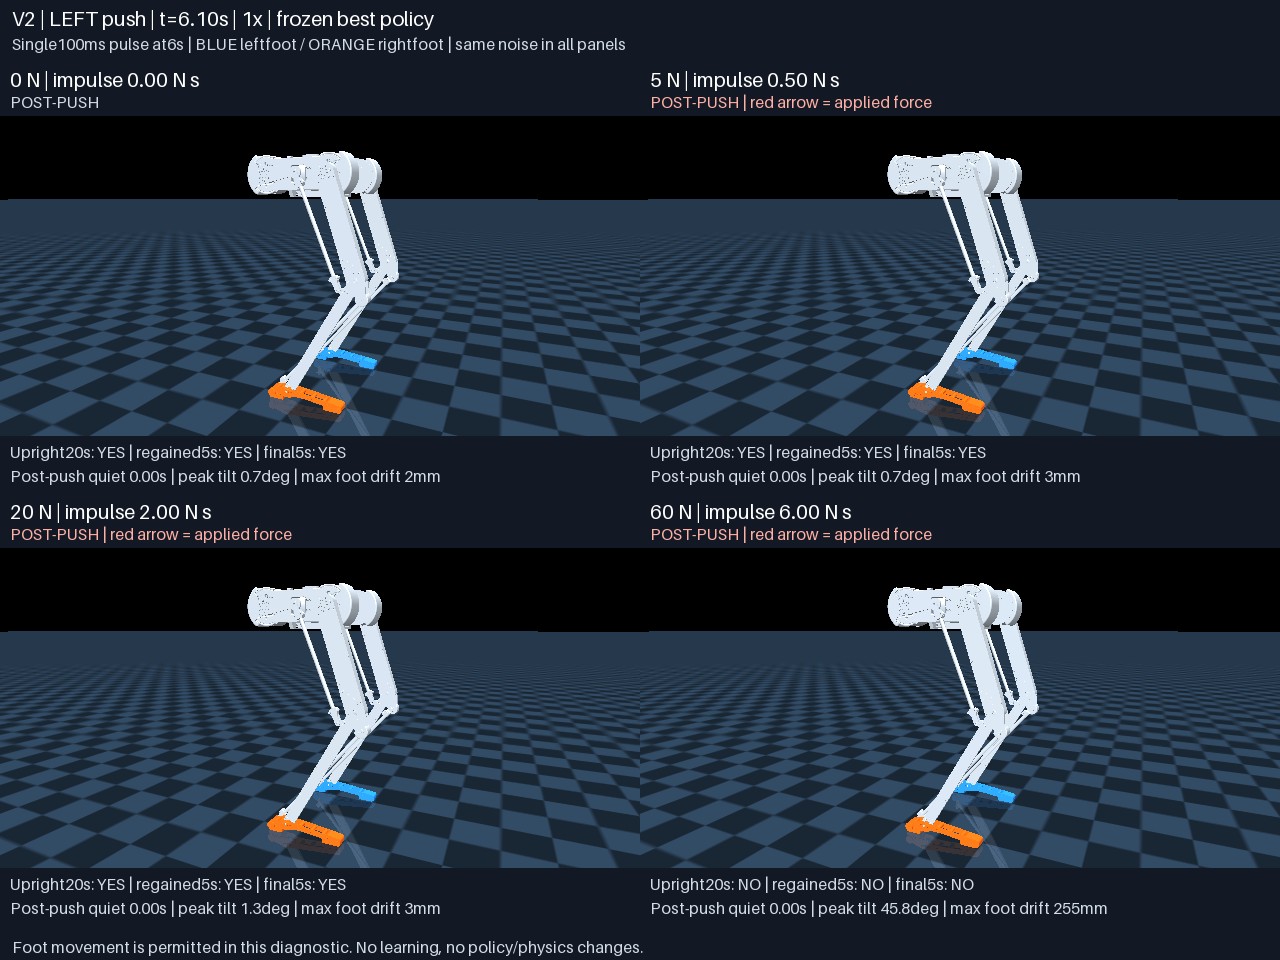 V2 | LEFT push | t=6.10s | 1x | frozen best policy
Single100ms pulse at6s | BLUE leftfoot / ORANGE rightfoot | same noise in all panels
0 N | impulse 0.00 N s
POST-PUSH
5 N | impulse 0.50 N s
POST-PUSH | red arrow = applied force
Upright20s: YES | regained5s: YES | final5s: YES
Post-push quiet 0.00s | peak tilt 0.7deg | max foot drift 2mm
Upright20s: YES | regained5s: YES | final5s: YES
Post-push quiet 0.00s | peak tilt 0.7deg | max foot drift 3mm
20 N | impulse 2.00 N s
POST-PUSH | red arrow = applied force
60 N | impulse 6.00 N s
POST-PUSH | red arrow = applied force
Upright20s: YES | regained5s: YES | final5s: YES
Post-push quiet 0.00s | peak tilt 1.3deg | max foot drift 3mm
Upright20s: NO | regained5s: NO | final5s: NO
Post-push quiet 0.00s | peak tilt 45.8deg | max foot drift 255mm
Foot movement is permitted in this diagnostic. No learning, no policy/physics changes.